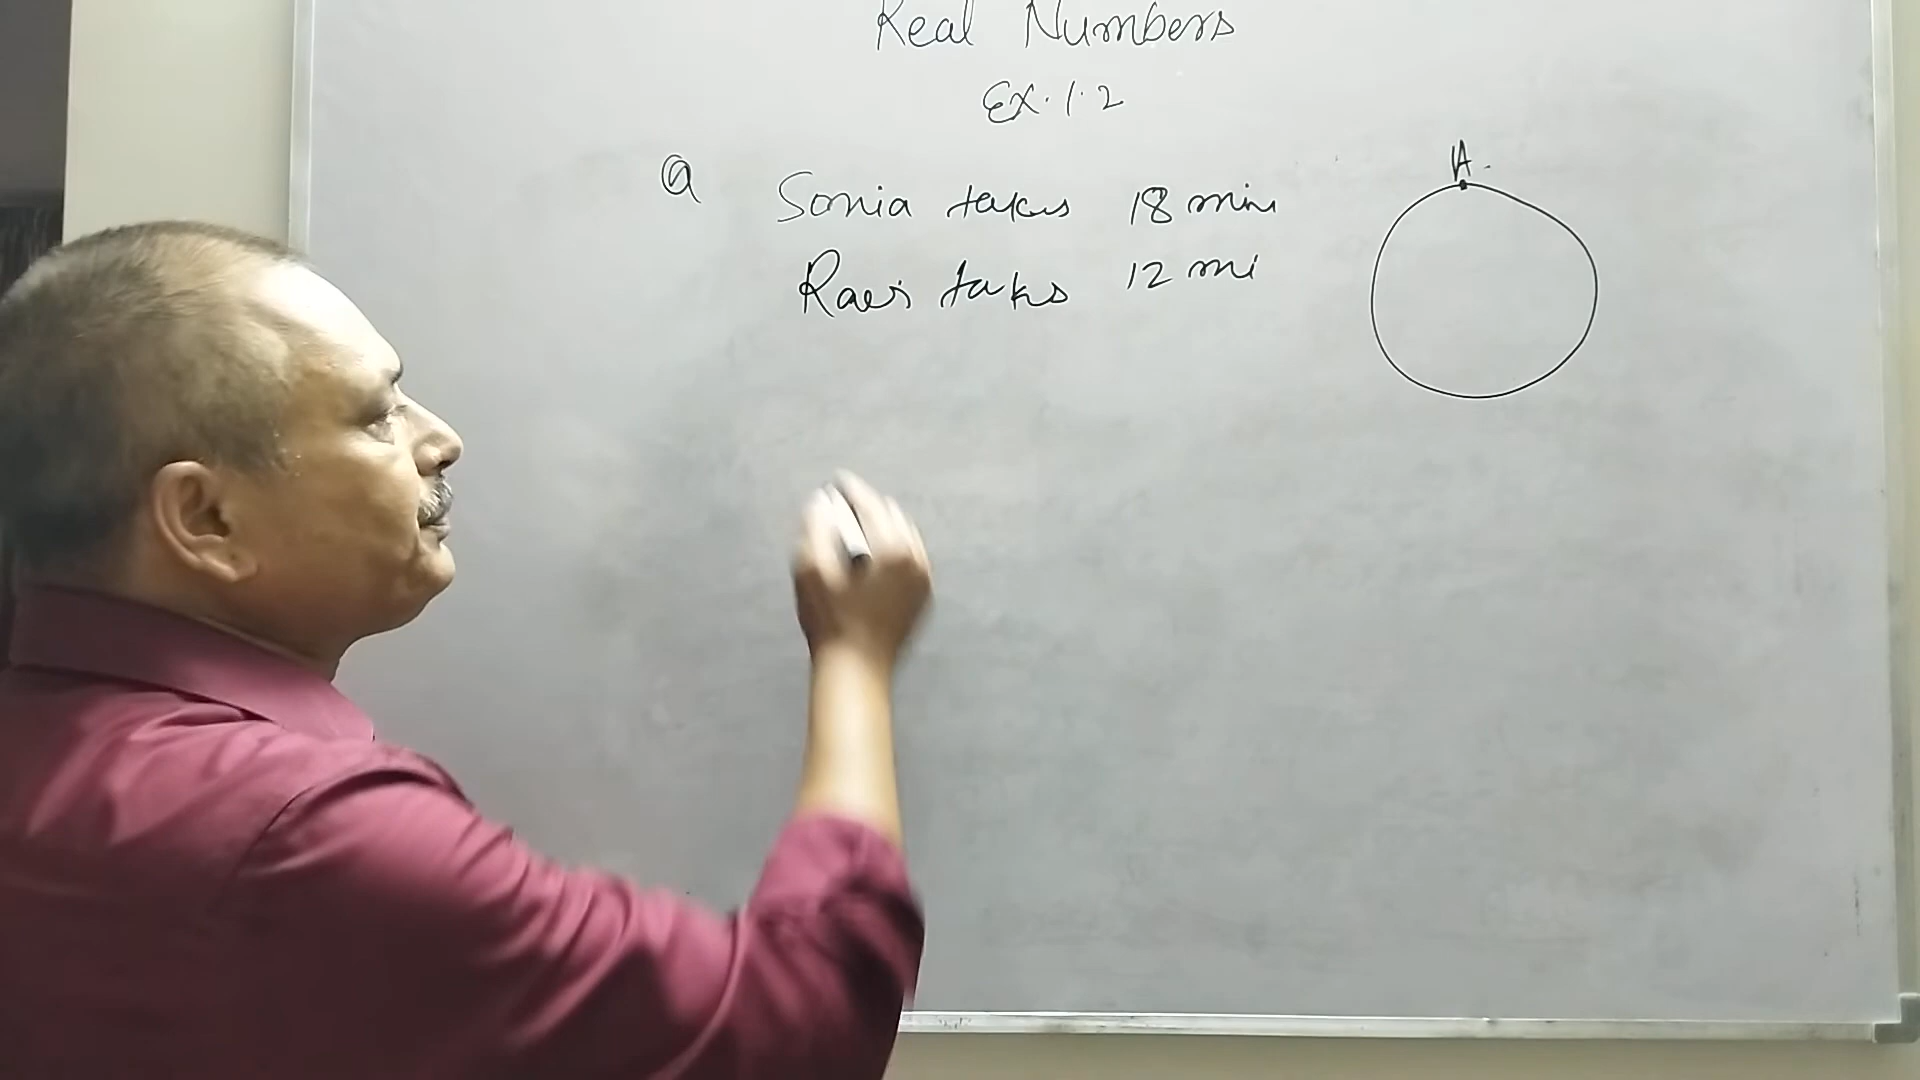 Real Numbers
Ex. 1.2
Q Sonia takes 18 min
Ravi takes 12 mi
A.